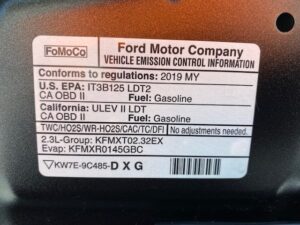 FoMoCo
Ford Motor Company
VEHICLE EMISSION CONTROL INFORMATION
Conforms to regulations: 2019 MY
U.S. EPA: IT3B125 LDT2
CA OBD II Fuel: Gasoline
California: ULEV II LDT
CA OBD II Fuel: Gasoline
TWC/HO2S/WR-HO2S/CAC/TC/DFI No adjustments needed.
2.3L-Group: KFMXT02.32EX
Evap: KFMXR0145GBC
▽KW7E-9C485-D X G